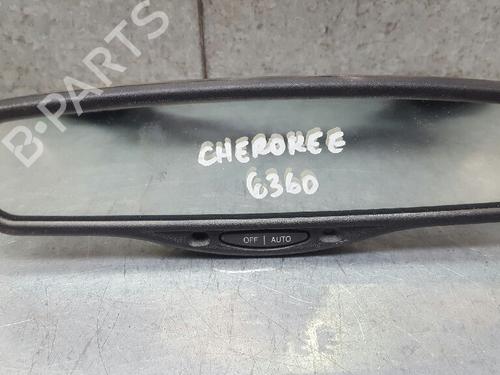 B-PARTS
CHEROKEE
6360
OFF | AUTO